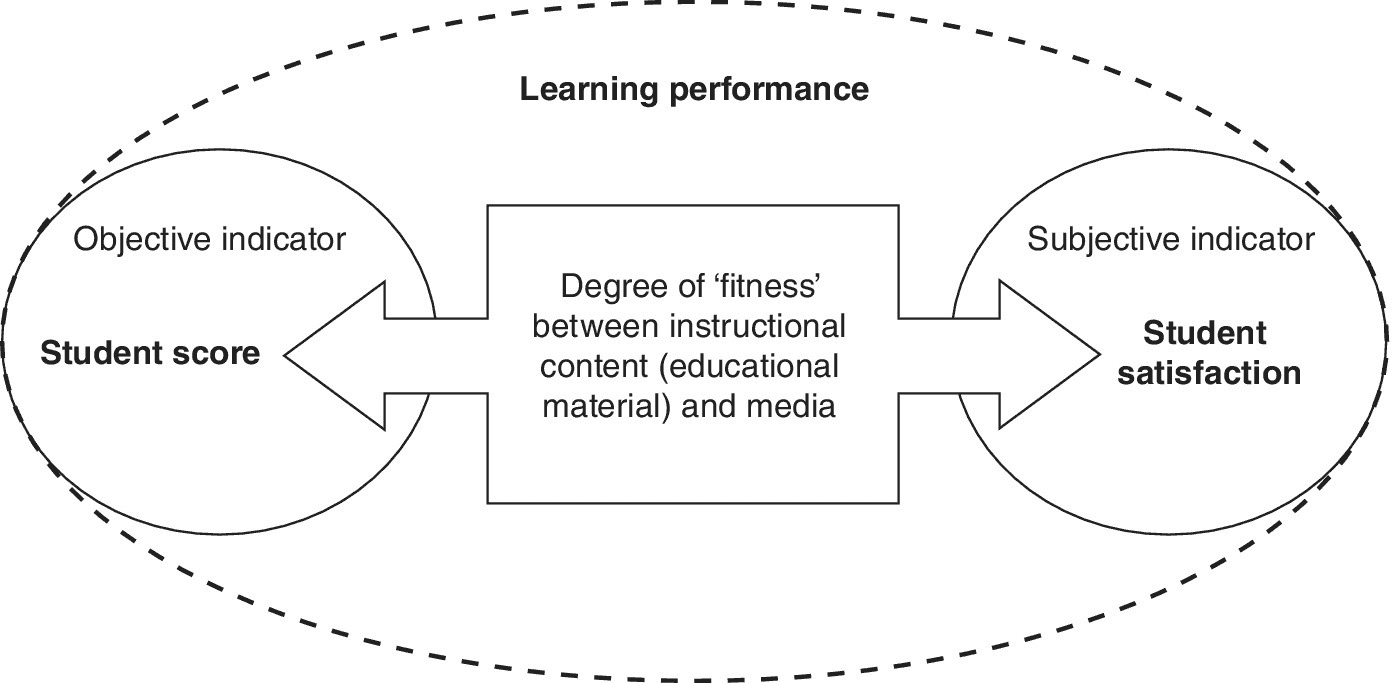 Learning performance
Objective indicator
Student score
Degree of ‘fitness’
between instructional
content (educational
material) and media
Subjective indicator
Student
satisfaction